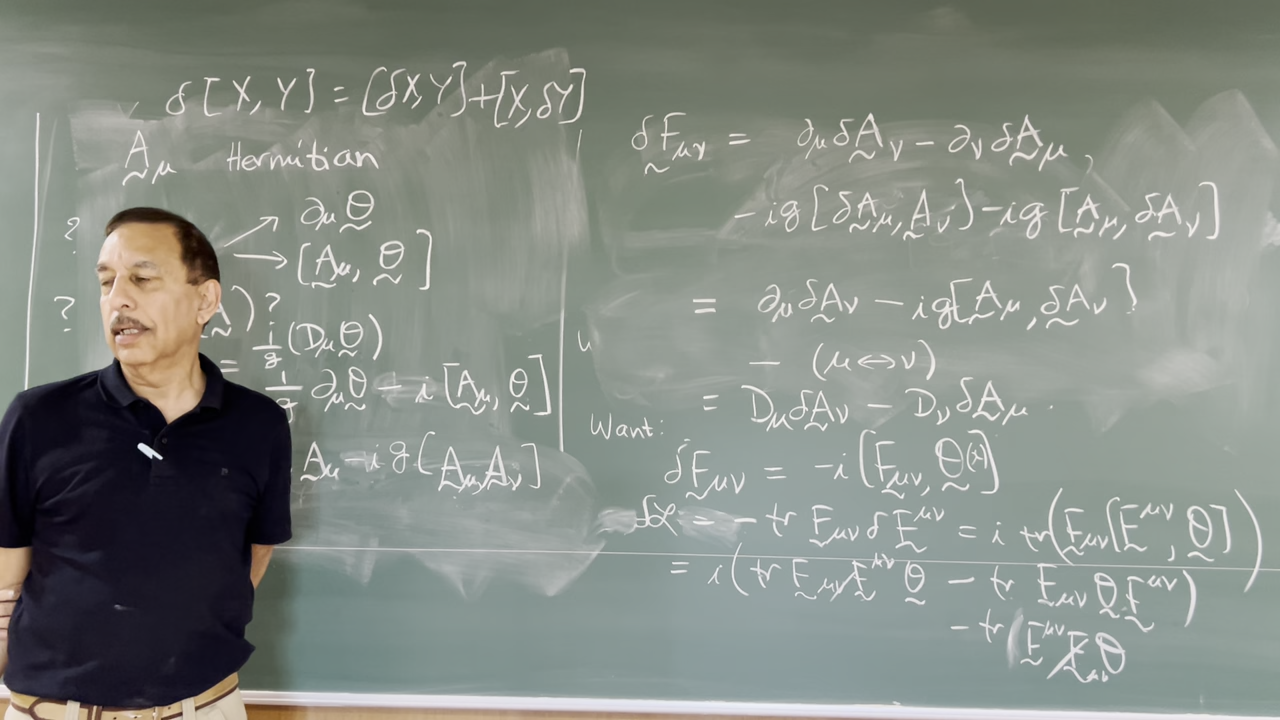 δ[X,Y] = [δX,Y]+[X,δY]
A_μ Hermitian
? ∂_μ Θ
[A_μ, Θ]
? A) ?
= i/g (D_μ Θ)
1/g ∂_μ Θ - i [A_μ, Θ]
A_μ - i g [A_μ, A_ν]
δF_μν = ∂_μ δA_ν - ∂_ν δA_μ,
- ig [δA_μ, A_ν] - ig [A_μ, δA_ν]
= ∂_μ δA_ν - ig[A_μ, δA_ν]
- (μ↔ν)
= D_μ δA_ν - D_ν δA_μ.
Want:
δF_μν = -i [F_μν, Θ(x)]
δℒ = - tr F_μν δF^μν = i tr(F_μν [F^μν, Θ])
= i (tr F_μν F^μν Θ - tr F_μν Θ F^μν)
- tr (F^μν F_μν Θ